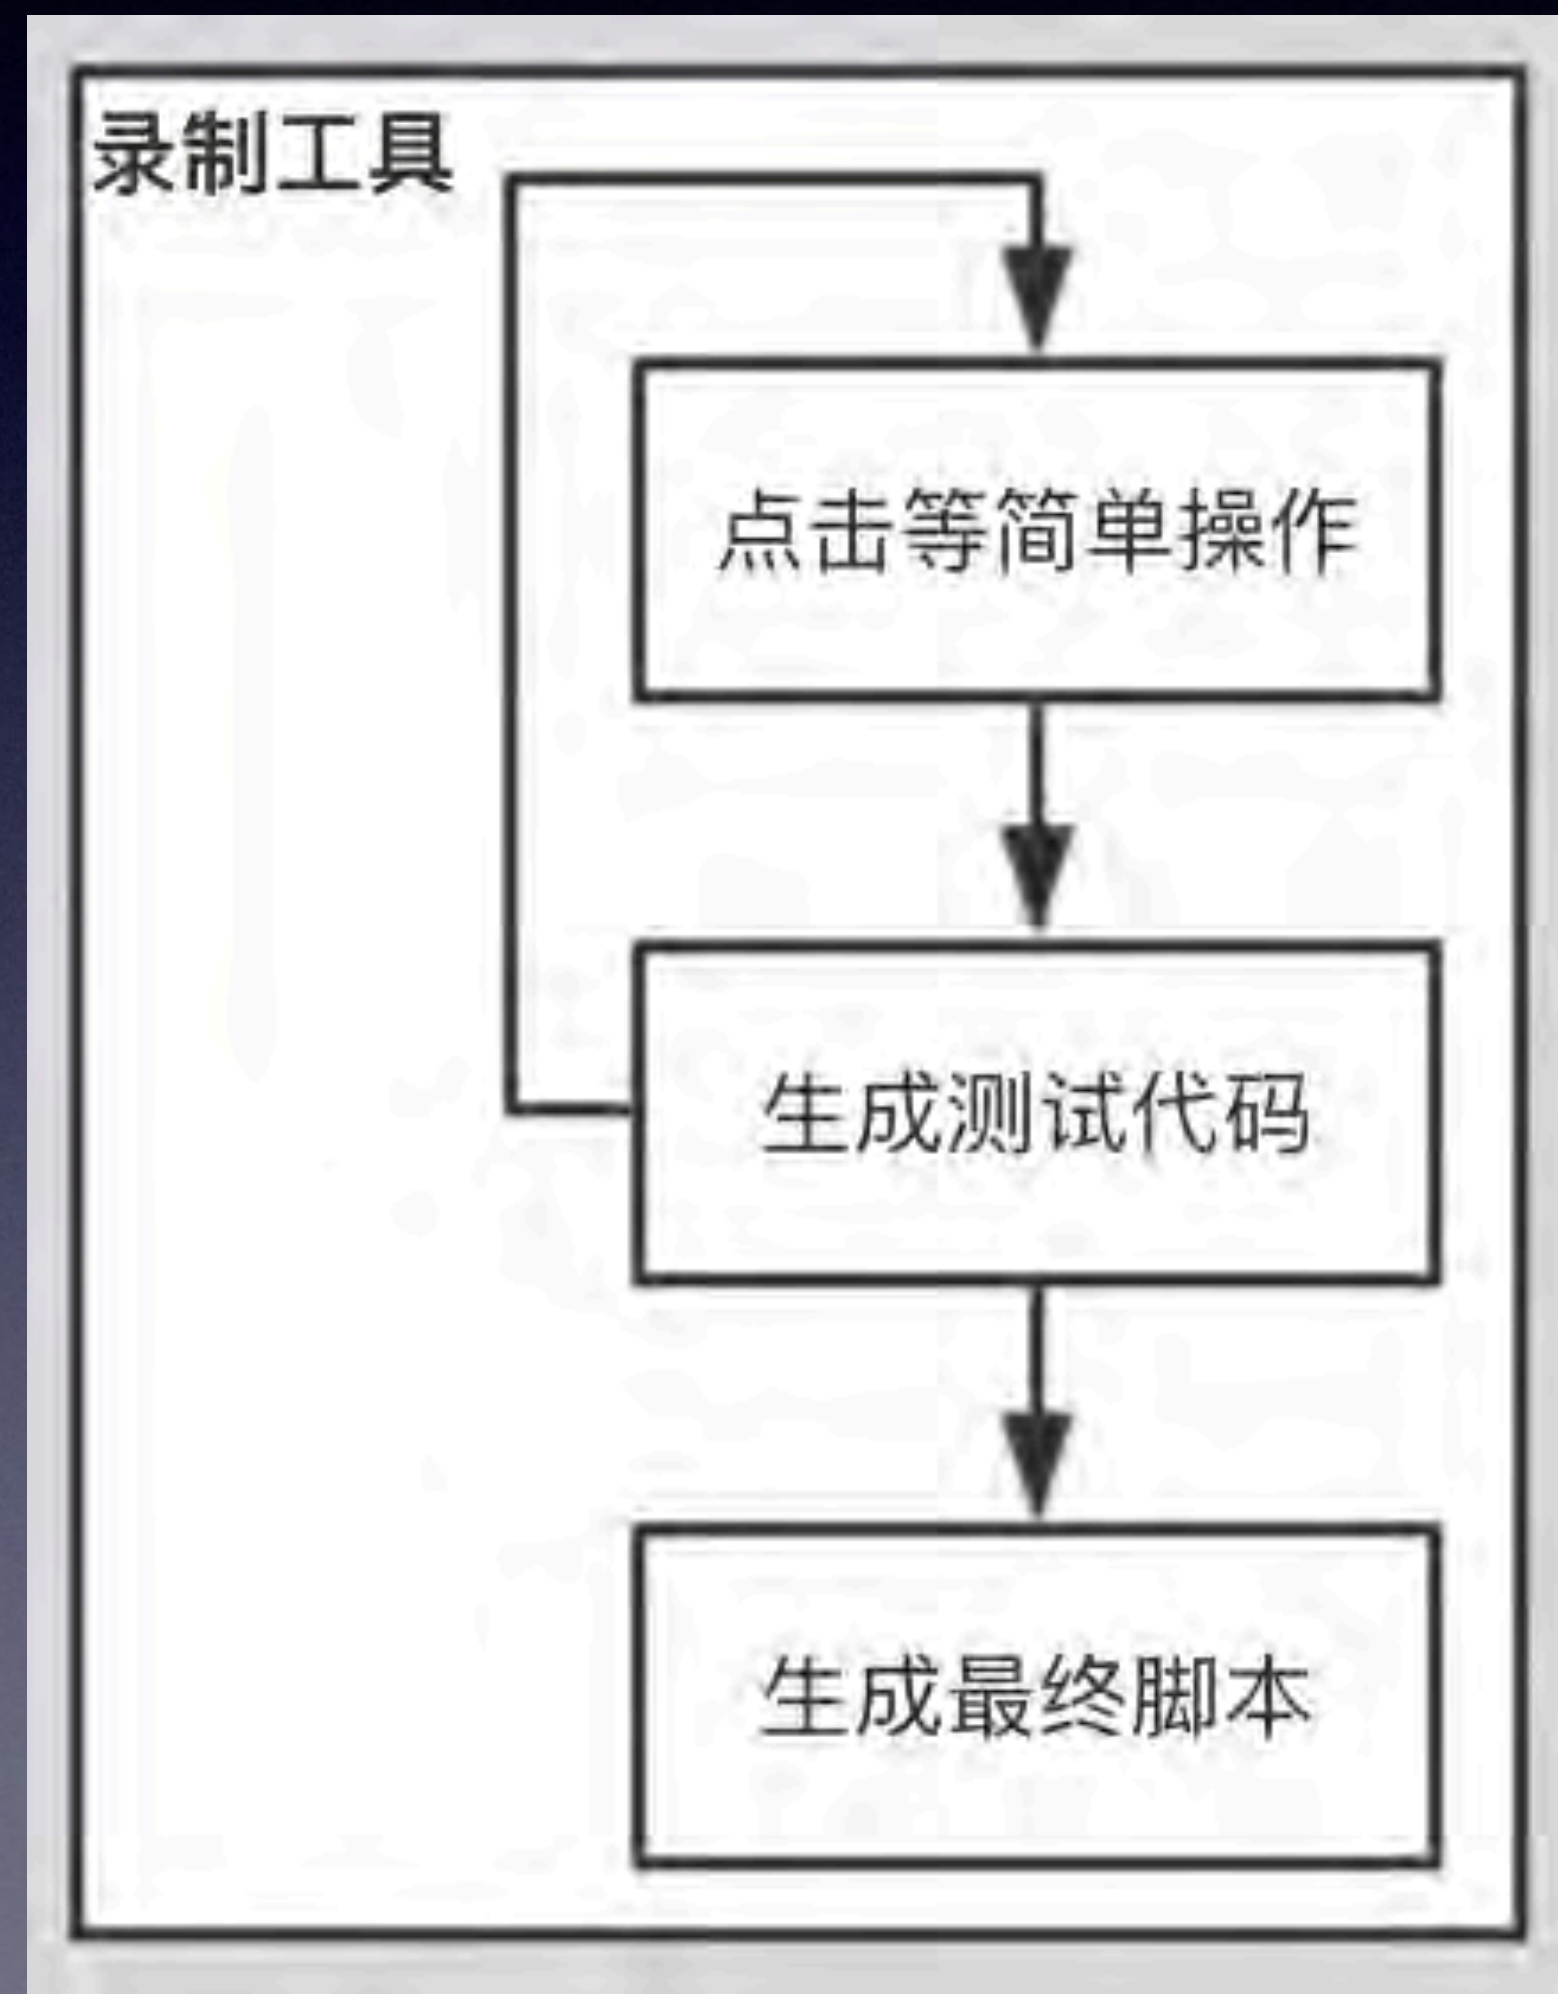 录制工具
点击等简单操作
生成测试代码
生成最终脚本